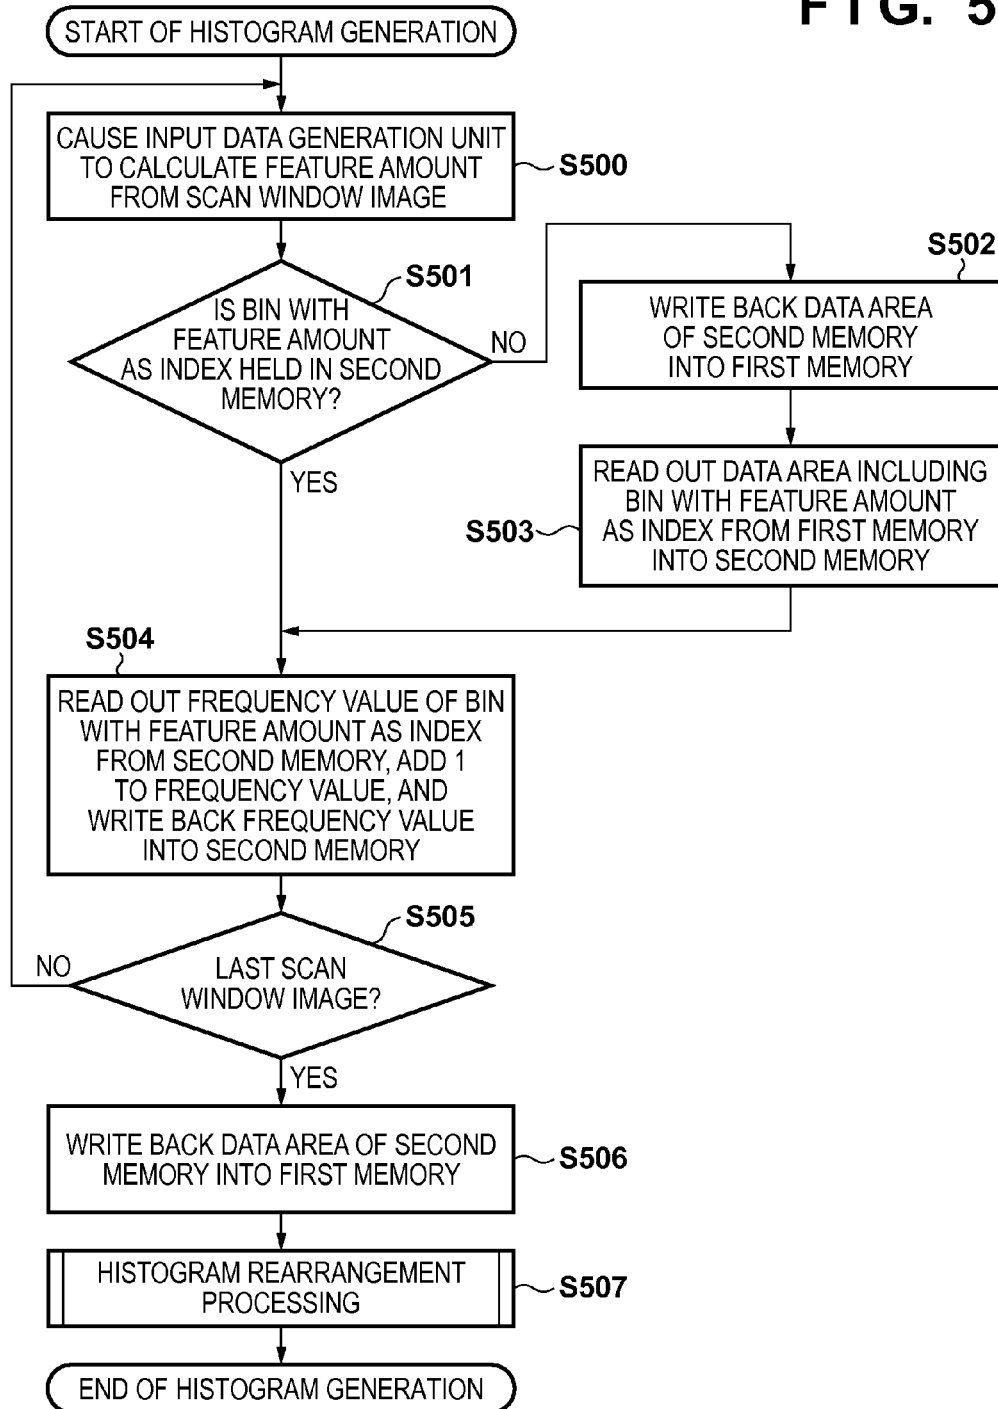 FIG. 5
START OF HISTOGRAM GENERATION
CAUSE INPUT DATA GENERATION UNIT
TO CALCULATE FEATURE AMOUNT
FROM SCAN WINDOW IMAGE
S500
S501
IS BIN WITH
FEATURE AMOUNT
AS INDEX HELD IN SECOND
MEMORY?
NO
YES
S502
WRITE BACK DATA AREA
OF SECOND MEMORY
INTO FIRST MEMORY
READ OUT DATA AREA INCLUDING
BIN WITH FEATURE AMOUNT
AS INDEX FROM FIRST MEMORY
INTO SECOND MEMORY
S503
S504
READ OUT FREQUENCY VALUE OF BIN
WITH FEATURE AMOUNT AS INDEX
FROM SECOND MEMORY, ADD 1
TO FREQUENCY VALUE, AND
WRITE BACK FREQUENCY VALUE
INTO SECOND MEMORY
S505
NO
LAST SCAN
WINDOW IMAGE?
YES
WRITE BACK DATA AREA OF SECOND
MEMORY INTO FIRST MEMORY
S506
HISTOGRAM REARRANGEMENT
PROCESSING
S507
END OF HISTOGRAM GENERATION